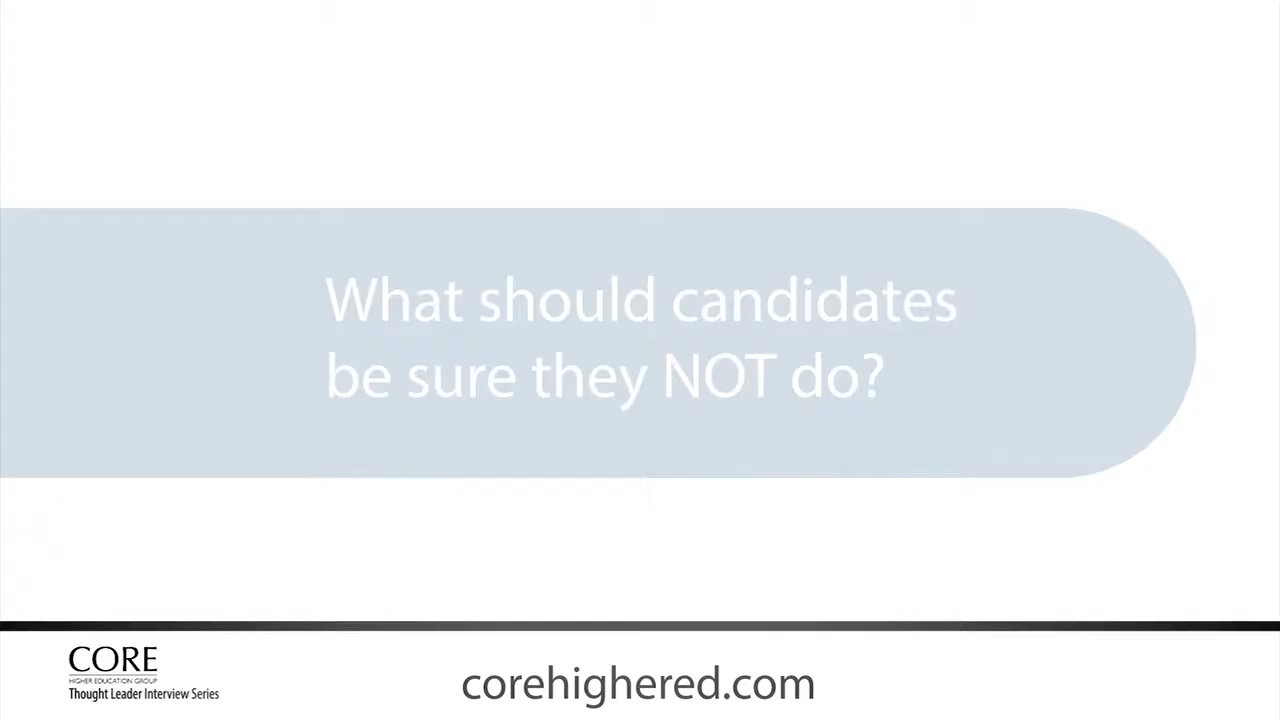 What should candidates
be sure they NOT do?
CORE
HIGHER EDUCATION GROUP
Thought Leader Interview Series
corehighered.com